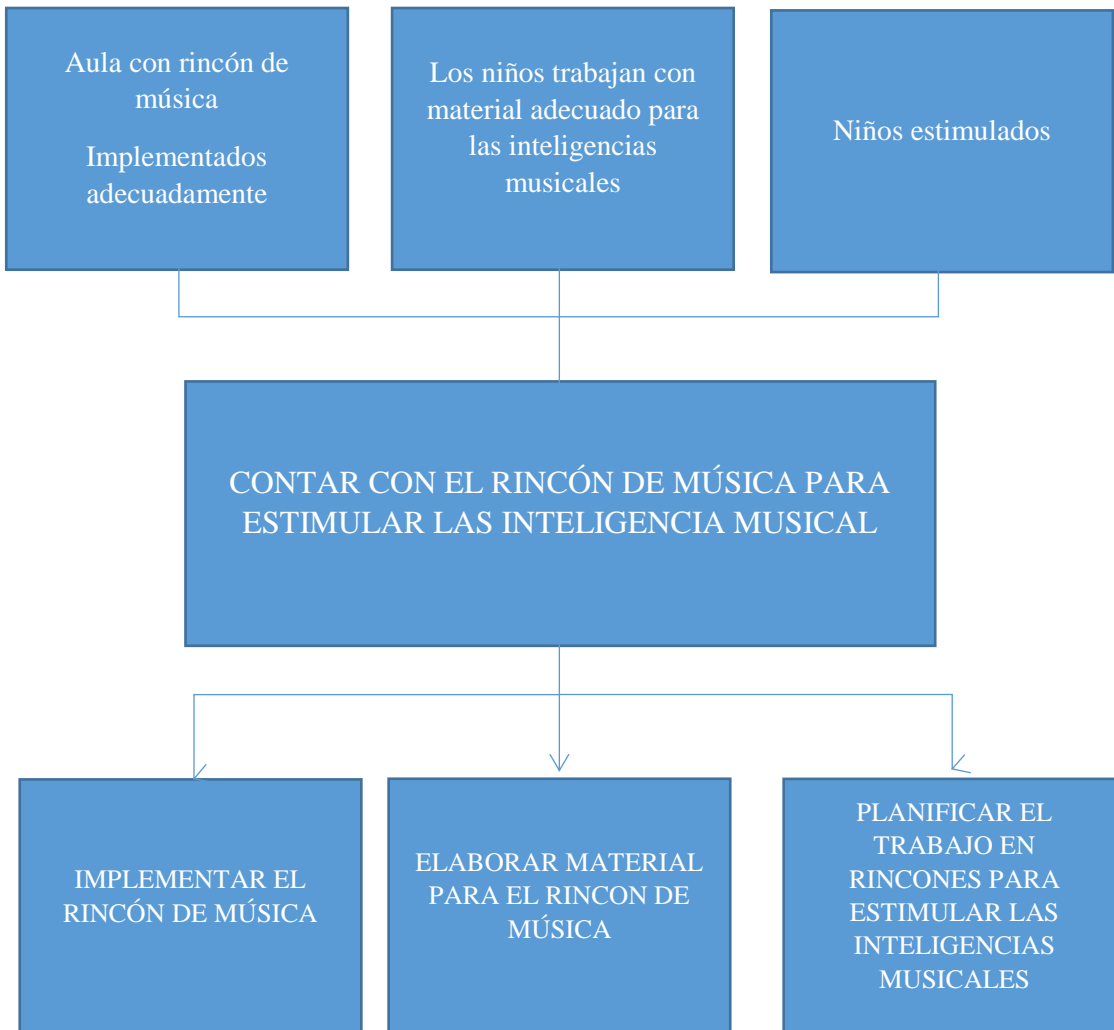 Aula con rincón de
música
Implementados
adecuadamente
Los niños trabajan con
material adecuado para
las inteligencias
musicales
Niños estimulados
CONTAR CON EL RINCÓN DE MÚSICA PARA
ESTIMULAR LAS INTELIGENCIA MUSICAL
IMPLEMENTAR EL
RINCÓN DE MÚSICA
ELABORAR MATERIAL
PARA EL RINCON DE
MÚSICA
PLANIFICAR EL
TRABAJO EN
RINCONES PARA
ESTIMULAR LAS
INTELIGENCIAS
MUSICALES